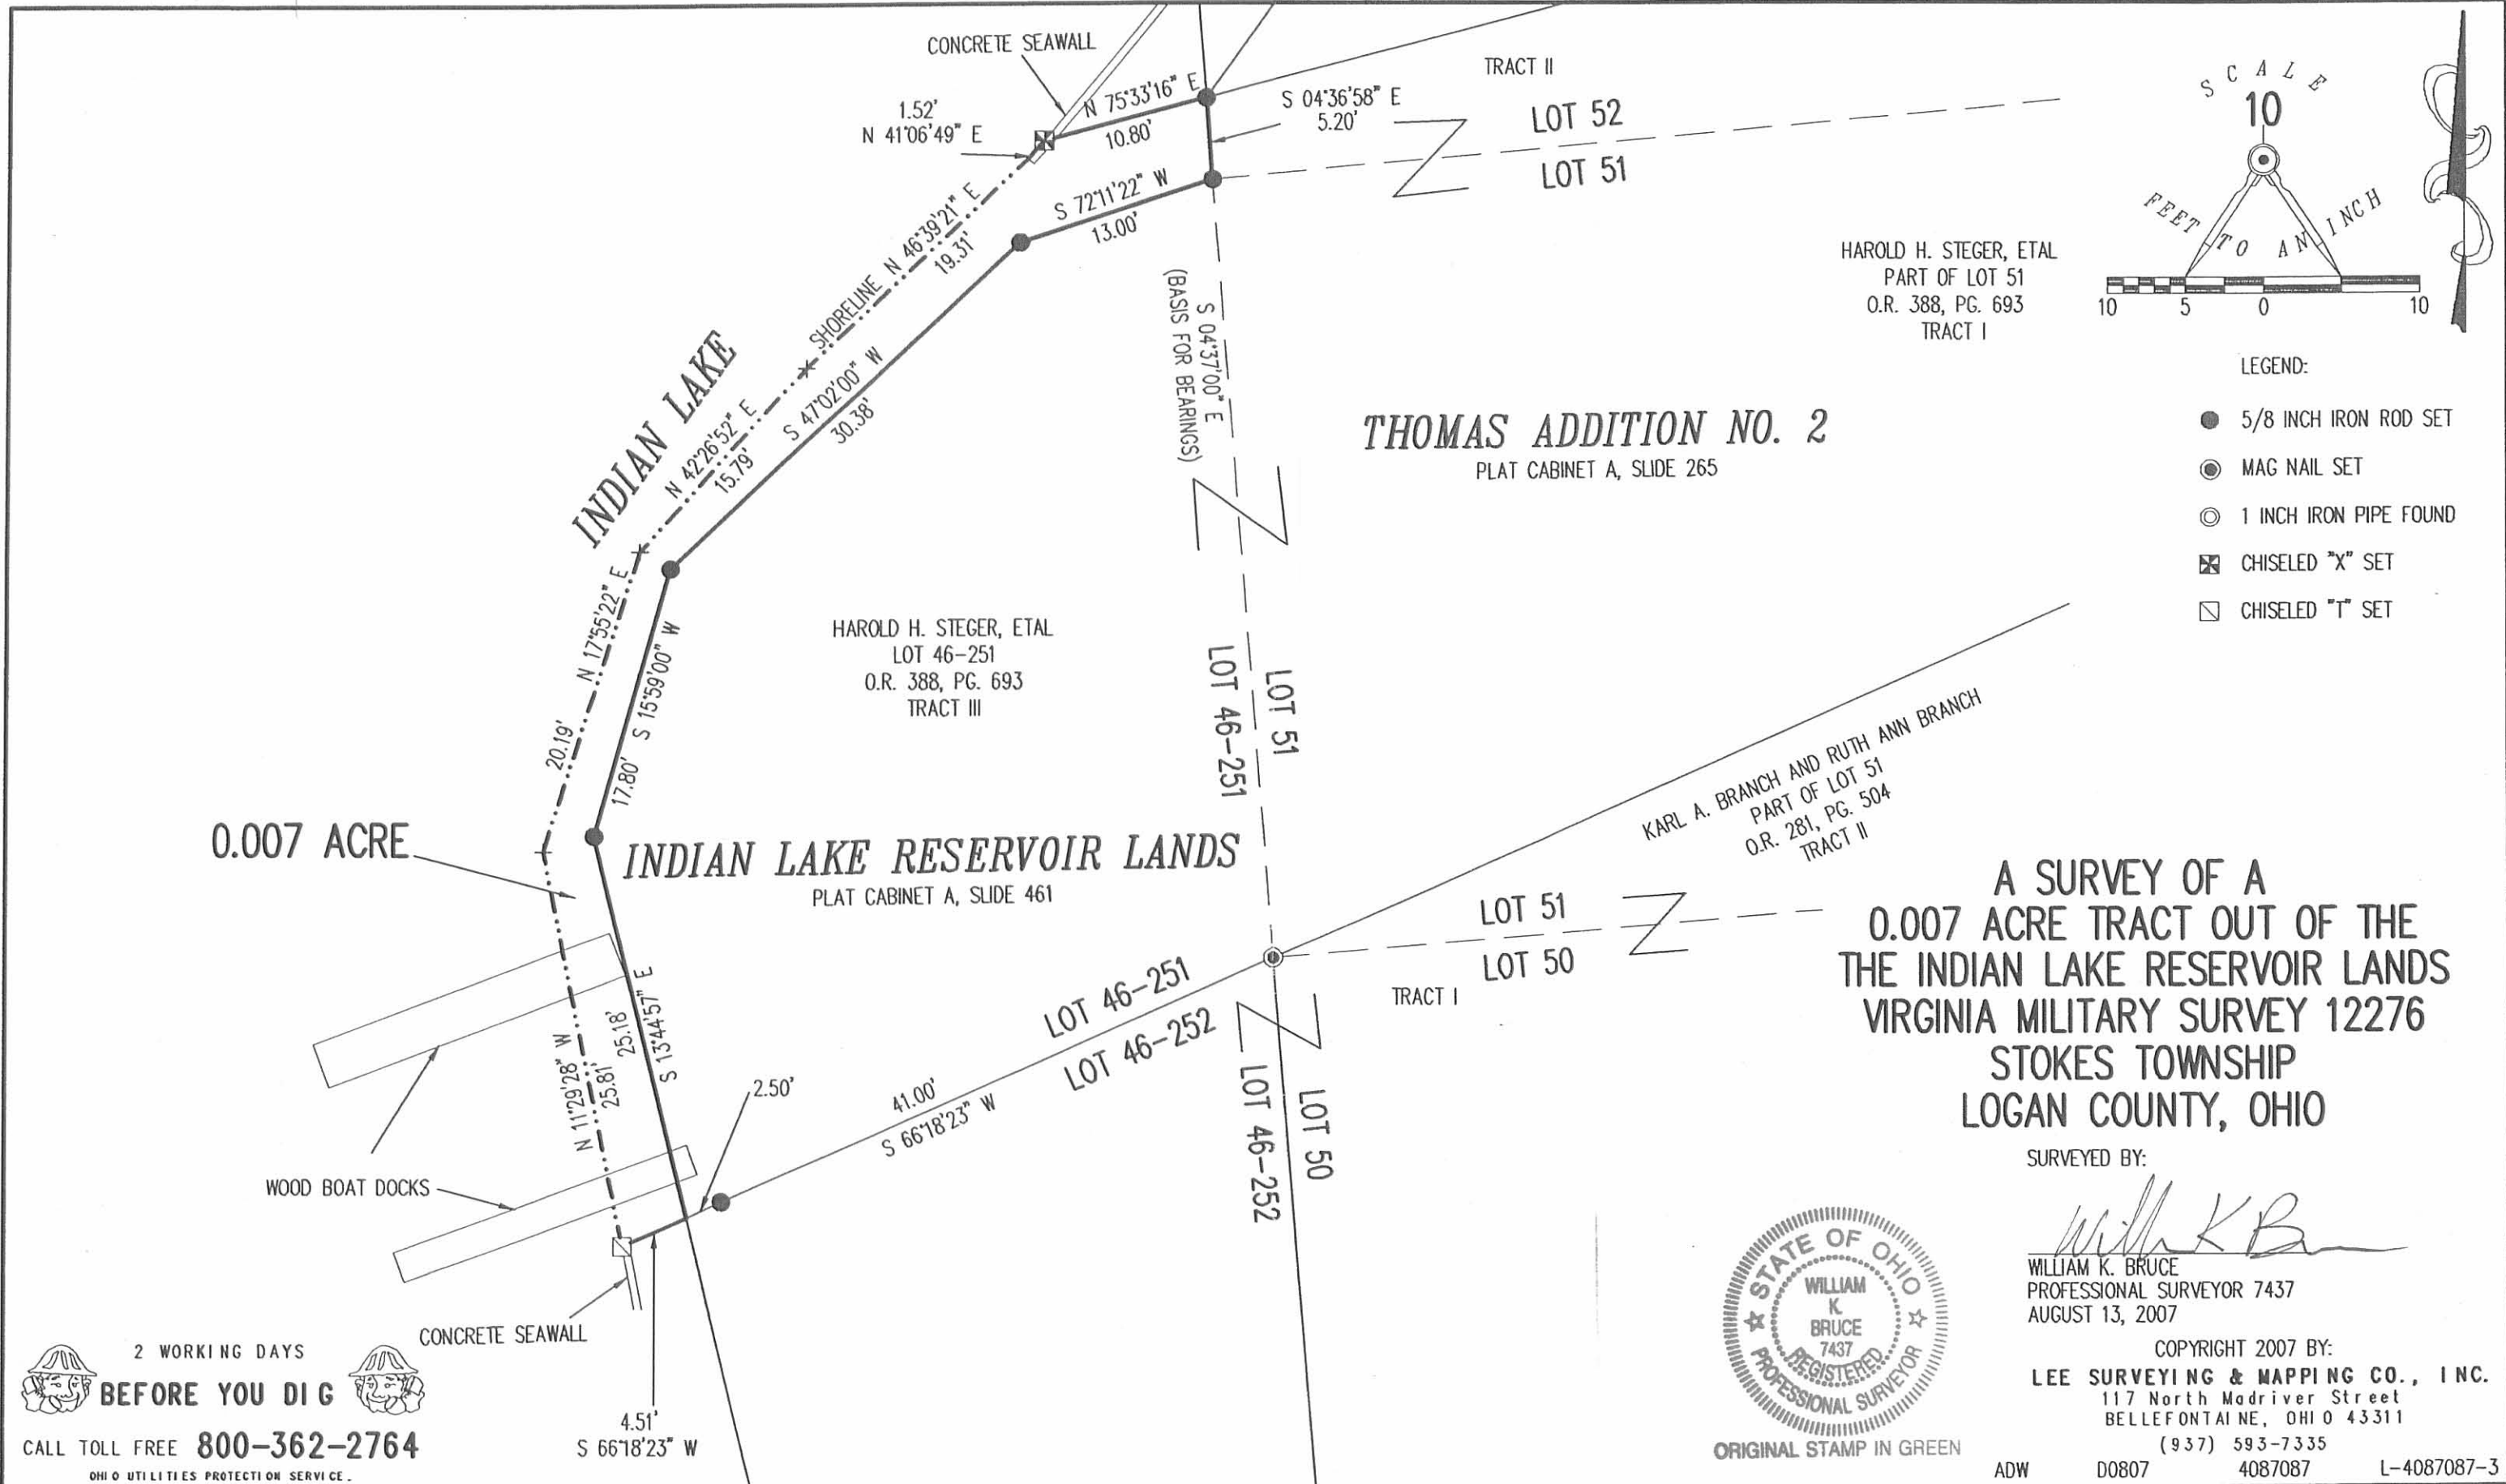 CONCRETE SEAWALL
1.52'
N 41°06'49" E
N 75°33'16" E
10.80'
S 04°36'58" E
5.20'
TRACT II
LOT 52
LOT 51
S 72°11'22" W
13.00'
SCALE
10
FEET TO AN INCH
10 5 0 10
HAROLD H. STEGER, ETAL
PART OF LOT 51
O.R. 388, PG. 693
TRACT I
LEGEND:
5/8 INCH IRON ROD SET
MAG NAIL SET
1 INCH IRON PIPE FOUND
CHISELED "X" SET
CHISELED "T" SET
SHORELINE N 46°39'21" E
19.31'
S 04°37'00" E
(BASIS FOR BEARINGS)
INDIAN LAKE
S 47°02'00" W
30.38'
N 42°26'52" E
15.79'
THOMAS ADDITION NO. 2
PLAT CABINET A, SLIDE 265
N 17°55'22" E
20.19'
17.80' S 15°59'00" W
HAROLD H. STEGER, ETAL
LOT 46-251
O.R. 388, PG. 693
TRACT III
LOT 51
LOT 46-251
KARL A. BRANCH AND RUTH ANN BRANCH
PART OF LOT 51
O.R. 281, PG. 504
TRACT II
0.007 ACRE
INDIAN LAKE RESERVOIR LANDS
PLAT CABINET A, SLIDE 461
LOT 51
LOT 50
TRACT I
LOT 46-251
LOT 46-252
N 11°29'28" W
25.81'
25.18'
S 13°44'57" E
2.50'
41.00'
S 66°18'23" W
LOT 50
LOT 46-252
WOOD BOAT DOCKS
CONCRETE SEAWALL
4.51'
S 66°18'23" W
A SURVEY OF A
0.007 ACRE TRACT OUT OF THE
THE INDIAN LAKE RESERVOIR LANDS
VIRGINIA MILITARY SURVEY 12276
STOKES TOWNSHIP
LOGAN COUNTY, OHIO
SURVEYED BY:
WILLIAM K. BRUCE
PROFESSIONAL SURVEYOR 7437
AUGUST 13, 2007
STATE OF OHIO
WILLIAM
K.
BRUCE
7437
REGISTERED
PROFESSIONAL SURVEYOR
ORIGINAL STAMP IN GREEN
COPYRIGHT 2007 BY:
LEE SURVEYING & MAPPING CO., INC.
117 North Madriver Street
BELLEFONTAINE, OHIO 43311
(937) 593-7335
ADW D0807 4087087 L-4087087-3
2 WORKING DAYS
BEFORE YOU DIG
CALL TOLL FREE 800-362-2764
OHIO UTILITIES PROTECTION SERVICE.